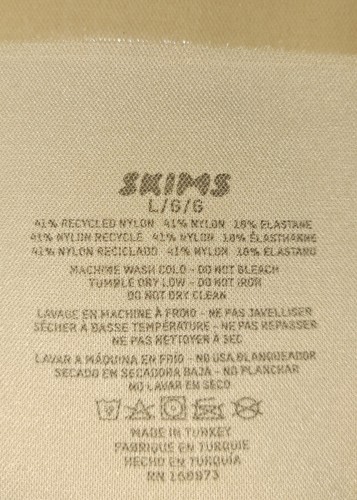 SKIMS
L/G/G
41% RECYCLED NYLON 41% NYLON 18% ELASTANE
41% NYLON RECYCLÉ 41% NYLON 18% ÉLASTHANNE
41% NYLON RECICLADO 41% NYLON 18% ELASTANO
MACHINE WASH COLD - DO NOT BLEACH
TUMBLE DRY LOW - DO NOT IRON
DO NOT DRY CLEAN
LAVAGE EN MACHINE À FROID - NE PAS JAVELLISER
SÉCHER À BASSE TEMPÉRATURE - NE PAS REPASSER
NE PAS NETTOYER À SEC
LAVAR A MÁQUINA EN FRÍO - NO USA BLANQUEADOR
SECADO EN SECADORA BAJA - NO PLANCHAR
NO LAVAR EN SECO
MADE IN TURKEY
FABRIQUÉ EN TURQUIE
HECHO EN TURQUÍA